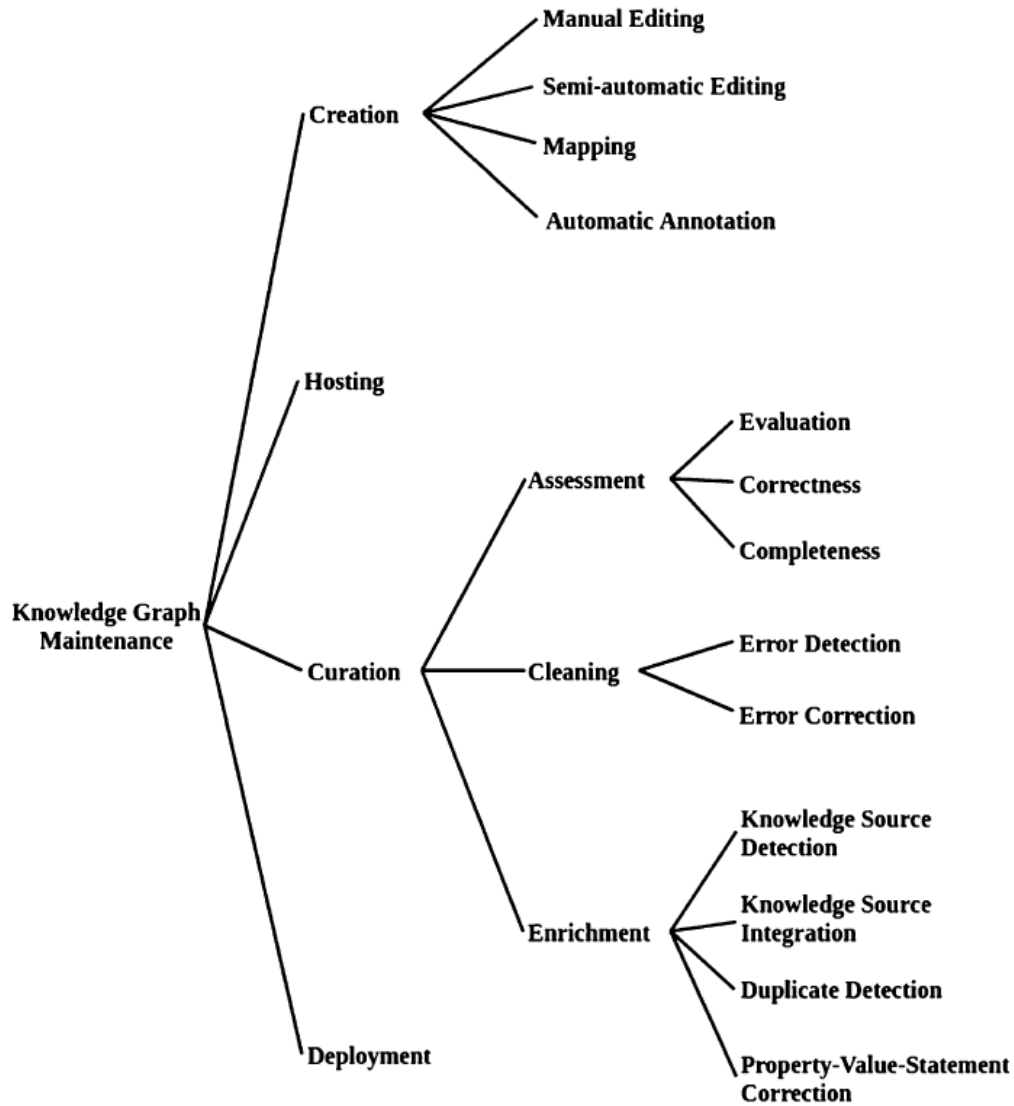 Manual Editing
Semi-automatic Editing
Creation
Mapping
Automatic Annotation
Hosting
Evaluation
Assessment
Correctness
Completeness
Knowledge Graph
Maintenance
Error Detection
Curation
Cleaning
Error Correction
Knowledge Source
Detection
Knowledge Source
Integration
Enrichment
Duplicate Detection
Deployment
Property-Value-Statement
Correction